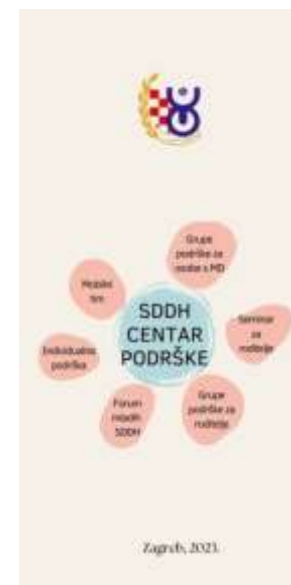 Grupe
podrške za
osobe s MD
Mobilni
tim
SDDH
CENTAR
PODRŠKE
Seminar
za
roditelje
Individualna
podrška
Forum
mladih
SDDH
Grupe
podrške za
roditelje
Zagreb, 2023.